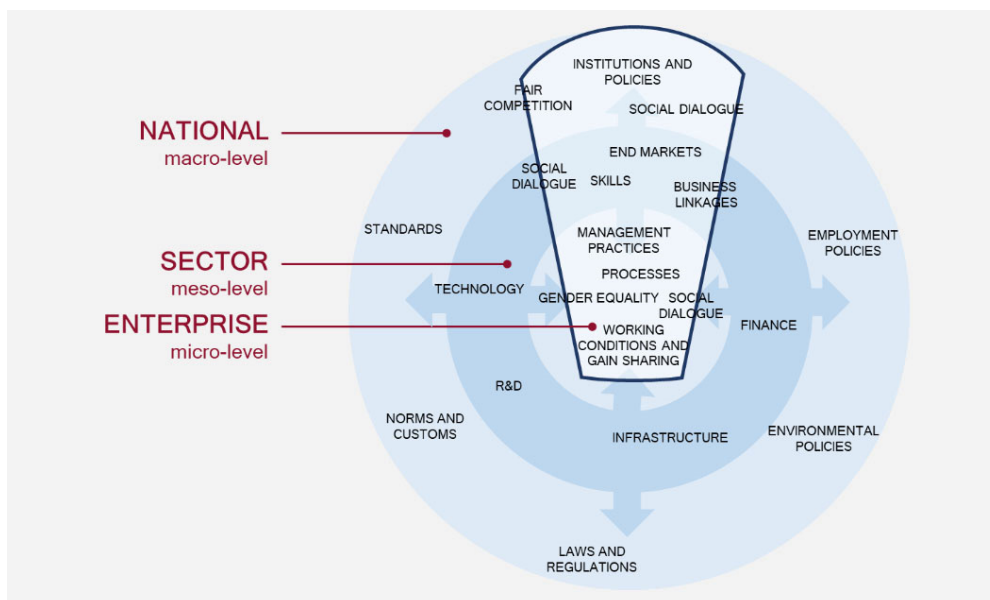 NATIONAL
macro-level
SECTOR
meso-level
ENTERPRISE
micro-level
INSTITUTIONS AND
POLICIES
FAIR
COMPETITION
SOCIAL DIALOGUE
END MARKETS
SOCIAL
DIALOGUE
SKILLS
BUSINESS
LINKAGES
STANDARDS
MANAGEMENT
PRACTICES
EMPLOYMENT
POLICIES
PROCESSES
TECHNOLOGY
GENDER EQUALITY
SOCIAL
DIALOGUE
WORKING
CONDITIONS AND
GAIN SHARING
FINANCE
R&D
NORMS AND
CUSTOMS
INFRASTRUCTURE
ENVIRONMENTAL
POLICIES
LAWS AND
REGULATIONS